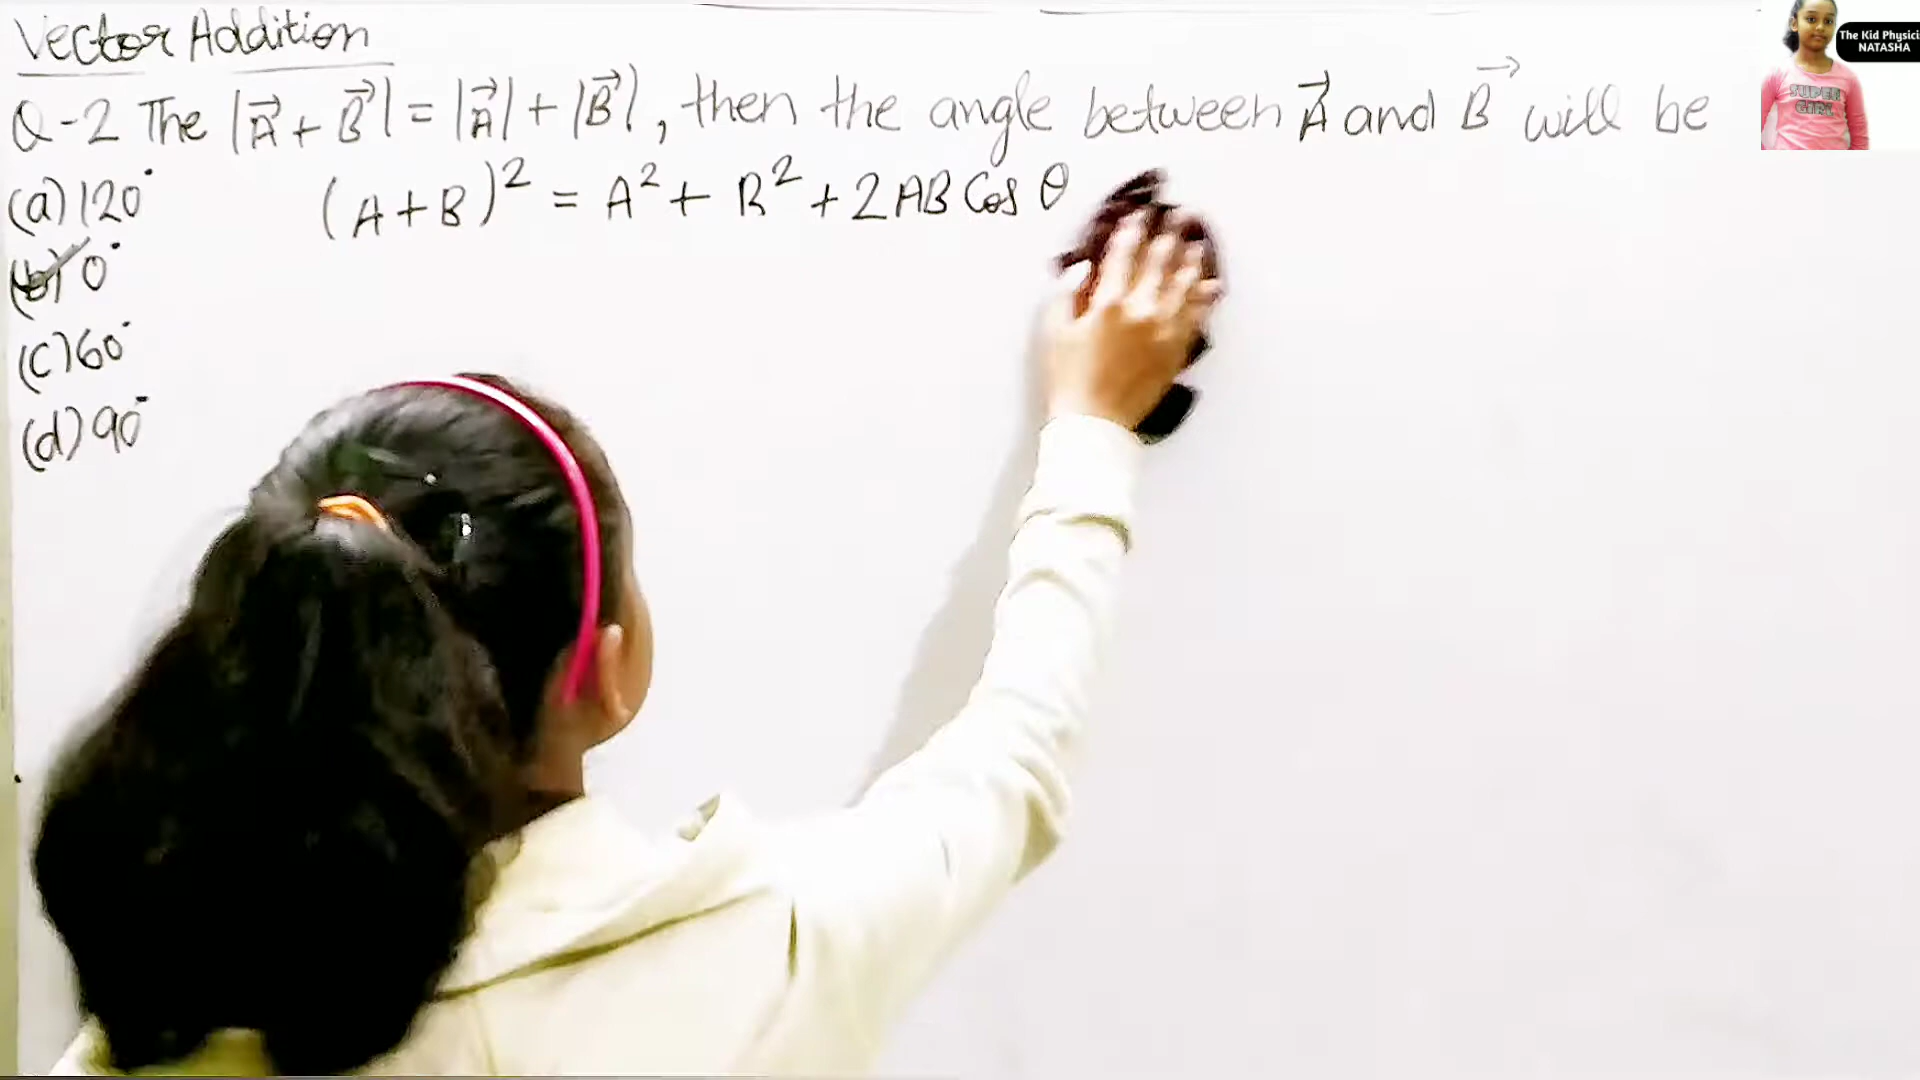 Vector Addition
Q-2 The |A⃗ + B⃗| = |A⃗| + |B⃗|, then the angle between A⃗ and B⃗ will be
(a) 120°
(A+B)² = A² + B² + 2AB Cos θ
(b) 0°
(c) 60°
(d) 90°
The Kid Physici
NATASHA
SUPER
GIRL